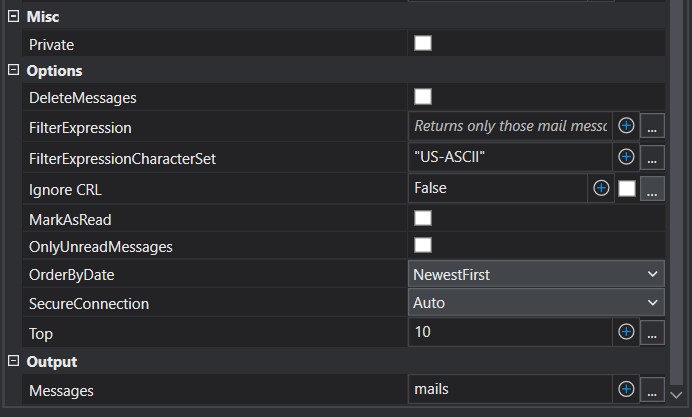 Misc
Private
Options
DeleteMessages
FilterExpression Returns only those mail messa ...
FilterExpressionCharacterSet "US-ASCII" ...
Ignore CRL False ...
MarkAsRead
OnlyUnreadMessages
OrderByDate NewestFirst
SecureConnection Auto
Top 10 ...
Output
Messages mails ...